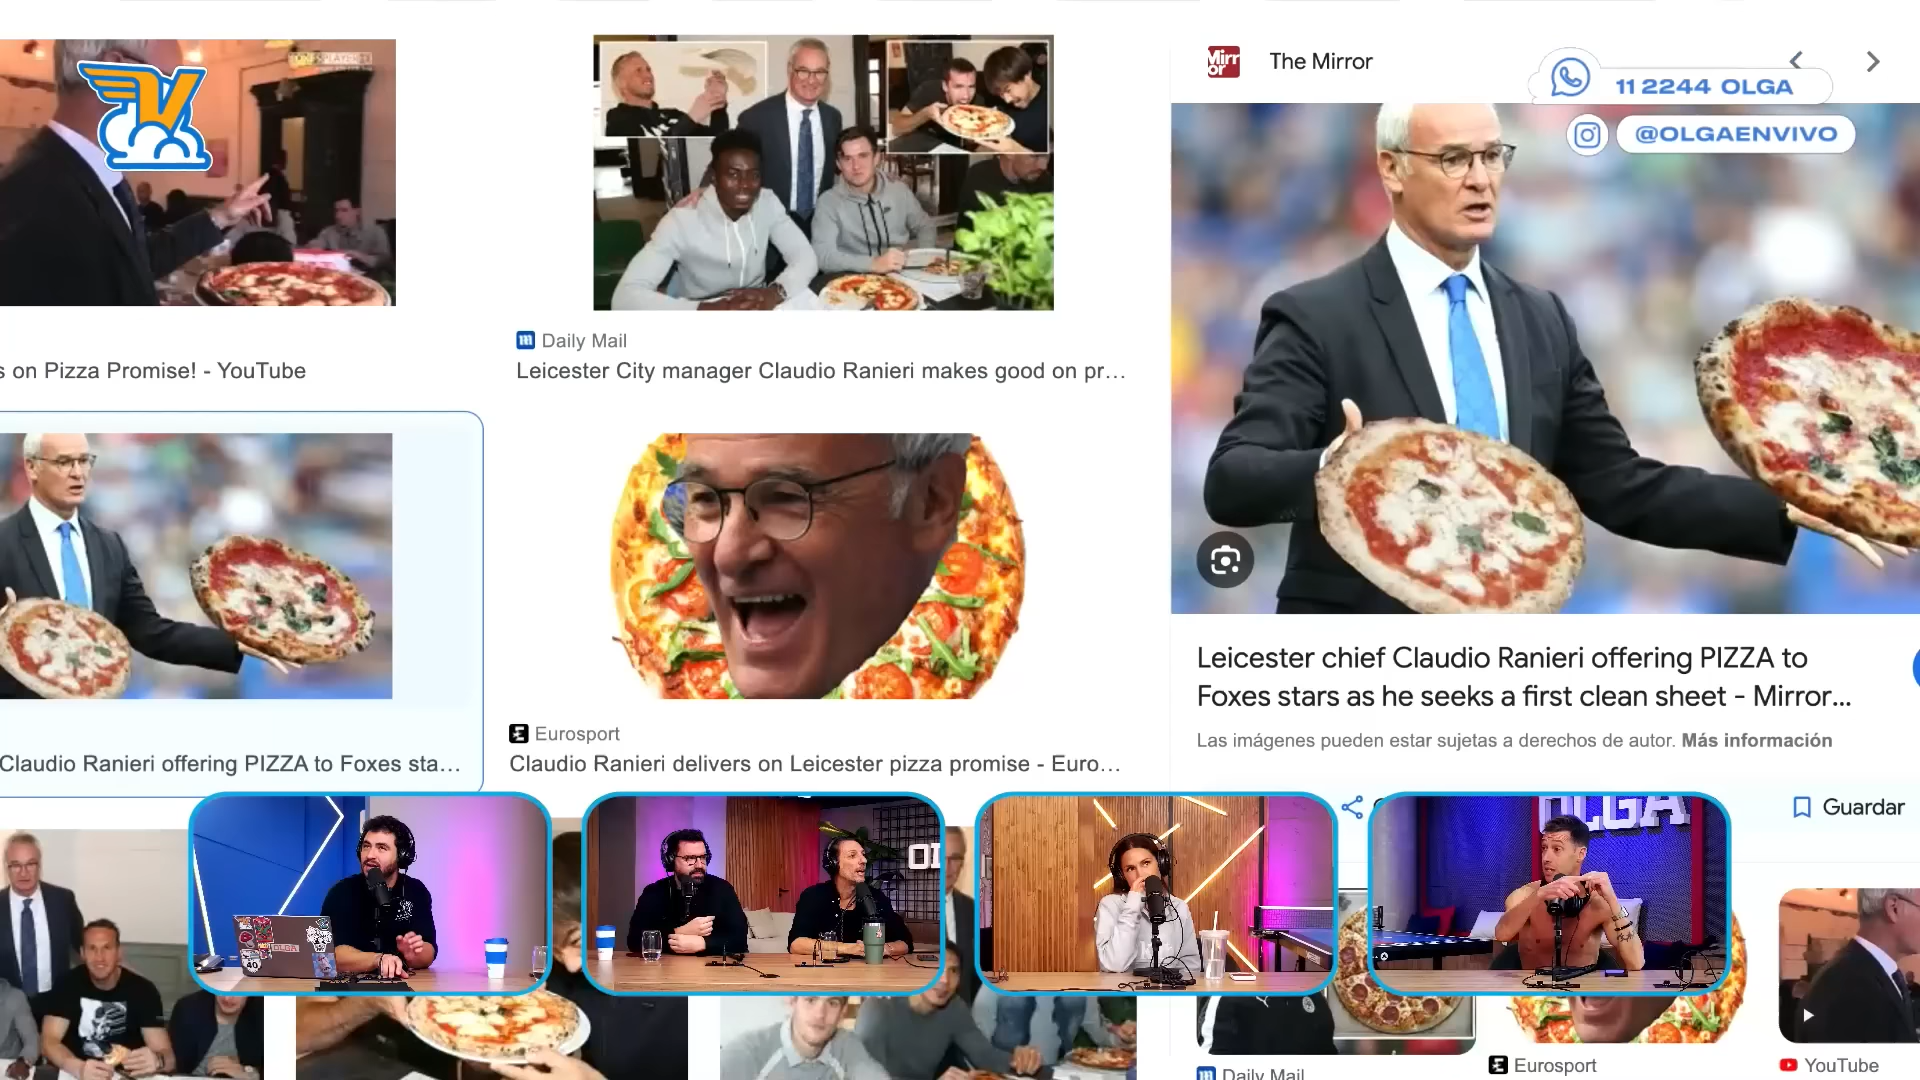 V
The Mirror
Mirr
or
11 2244 OLGA
@OLGAENVIVO
Daily Mail
s on Pizza Promise! - YouTube
Leicester City manager Claudio Ranieri makes good on pr...
Leicester chief Claudio Ranieri offering PIZZA to
Foxes stars as he seeks a first clean sheet - Mirror...
Las imágenes pueden estar sujetas a derechos de autor. Más información
Eurosport
Claudio Ranieri offering PIZZA to Foxes sta...
Claudio Ranieri delivers on Leicester pizza promise - Euro...
Guardar
OLGA
OLGA
Eurosport
YouTube
Daily Mail